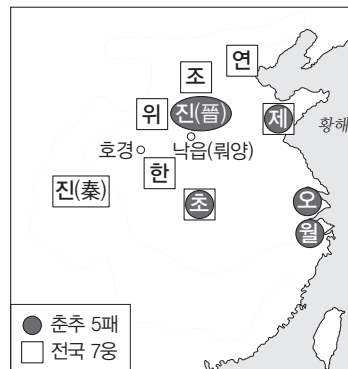 연
조
위 진(晉) 제
황해
호경 낙읍(뤄양)
한
진(秦) 초 오
월
춘추 5패
전국 7웅